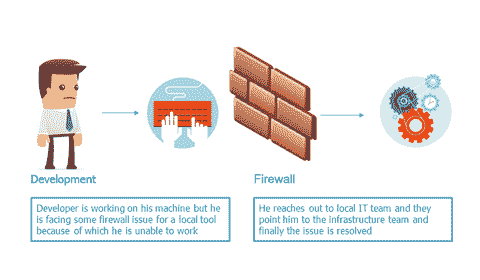 Development
Firewall
Developer is working on his machine but he
is facing some firewall issue for a local tool
because of which he is unable to work
He reaches out to local IT team and they
point him to the infrastructure team and
finally the issue is resolved